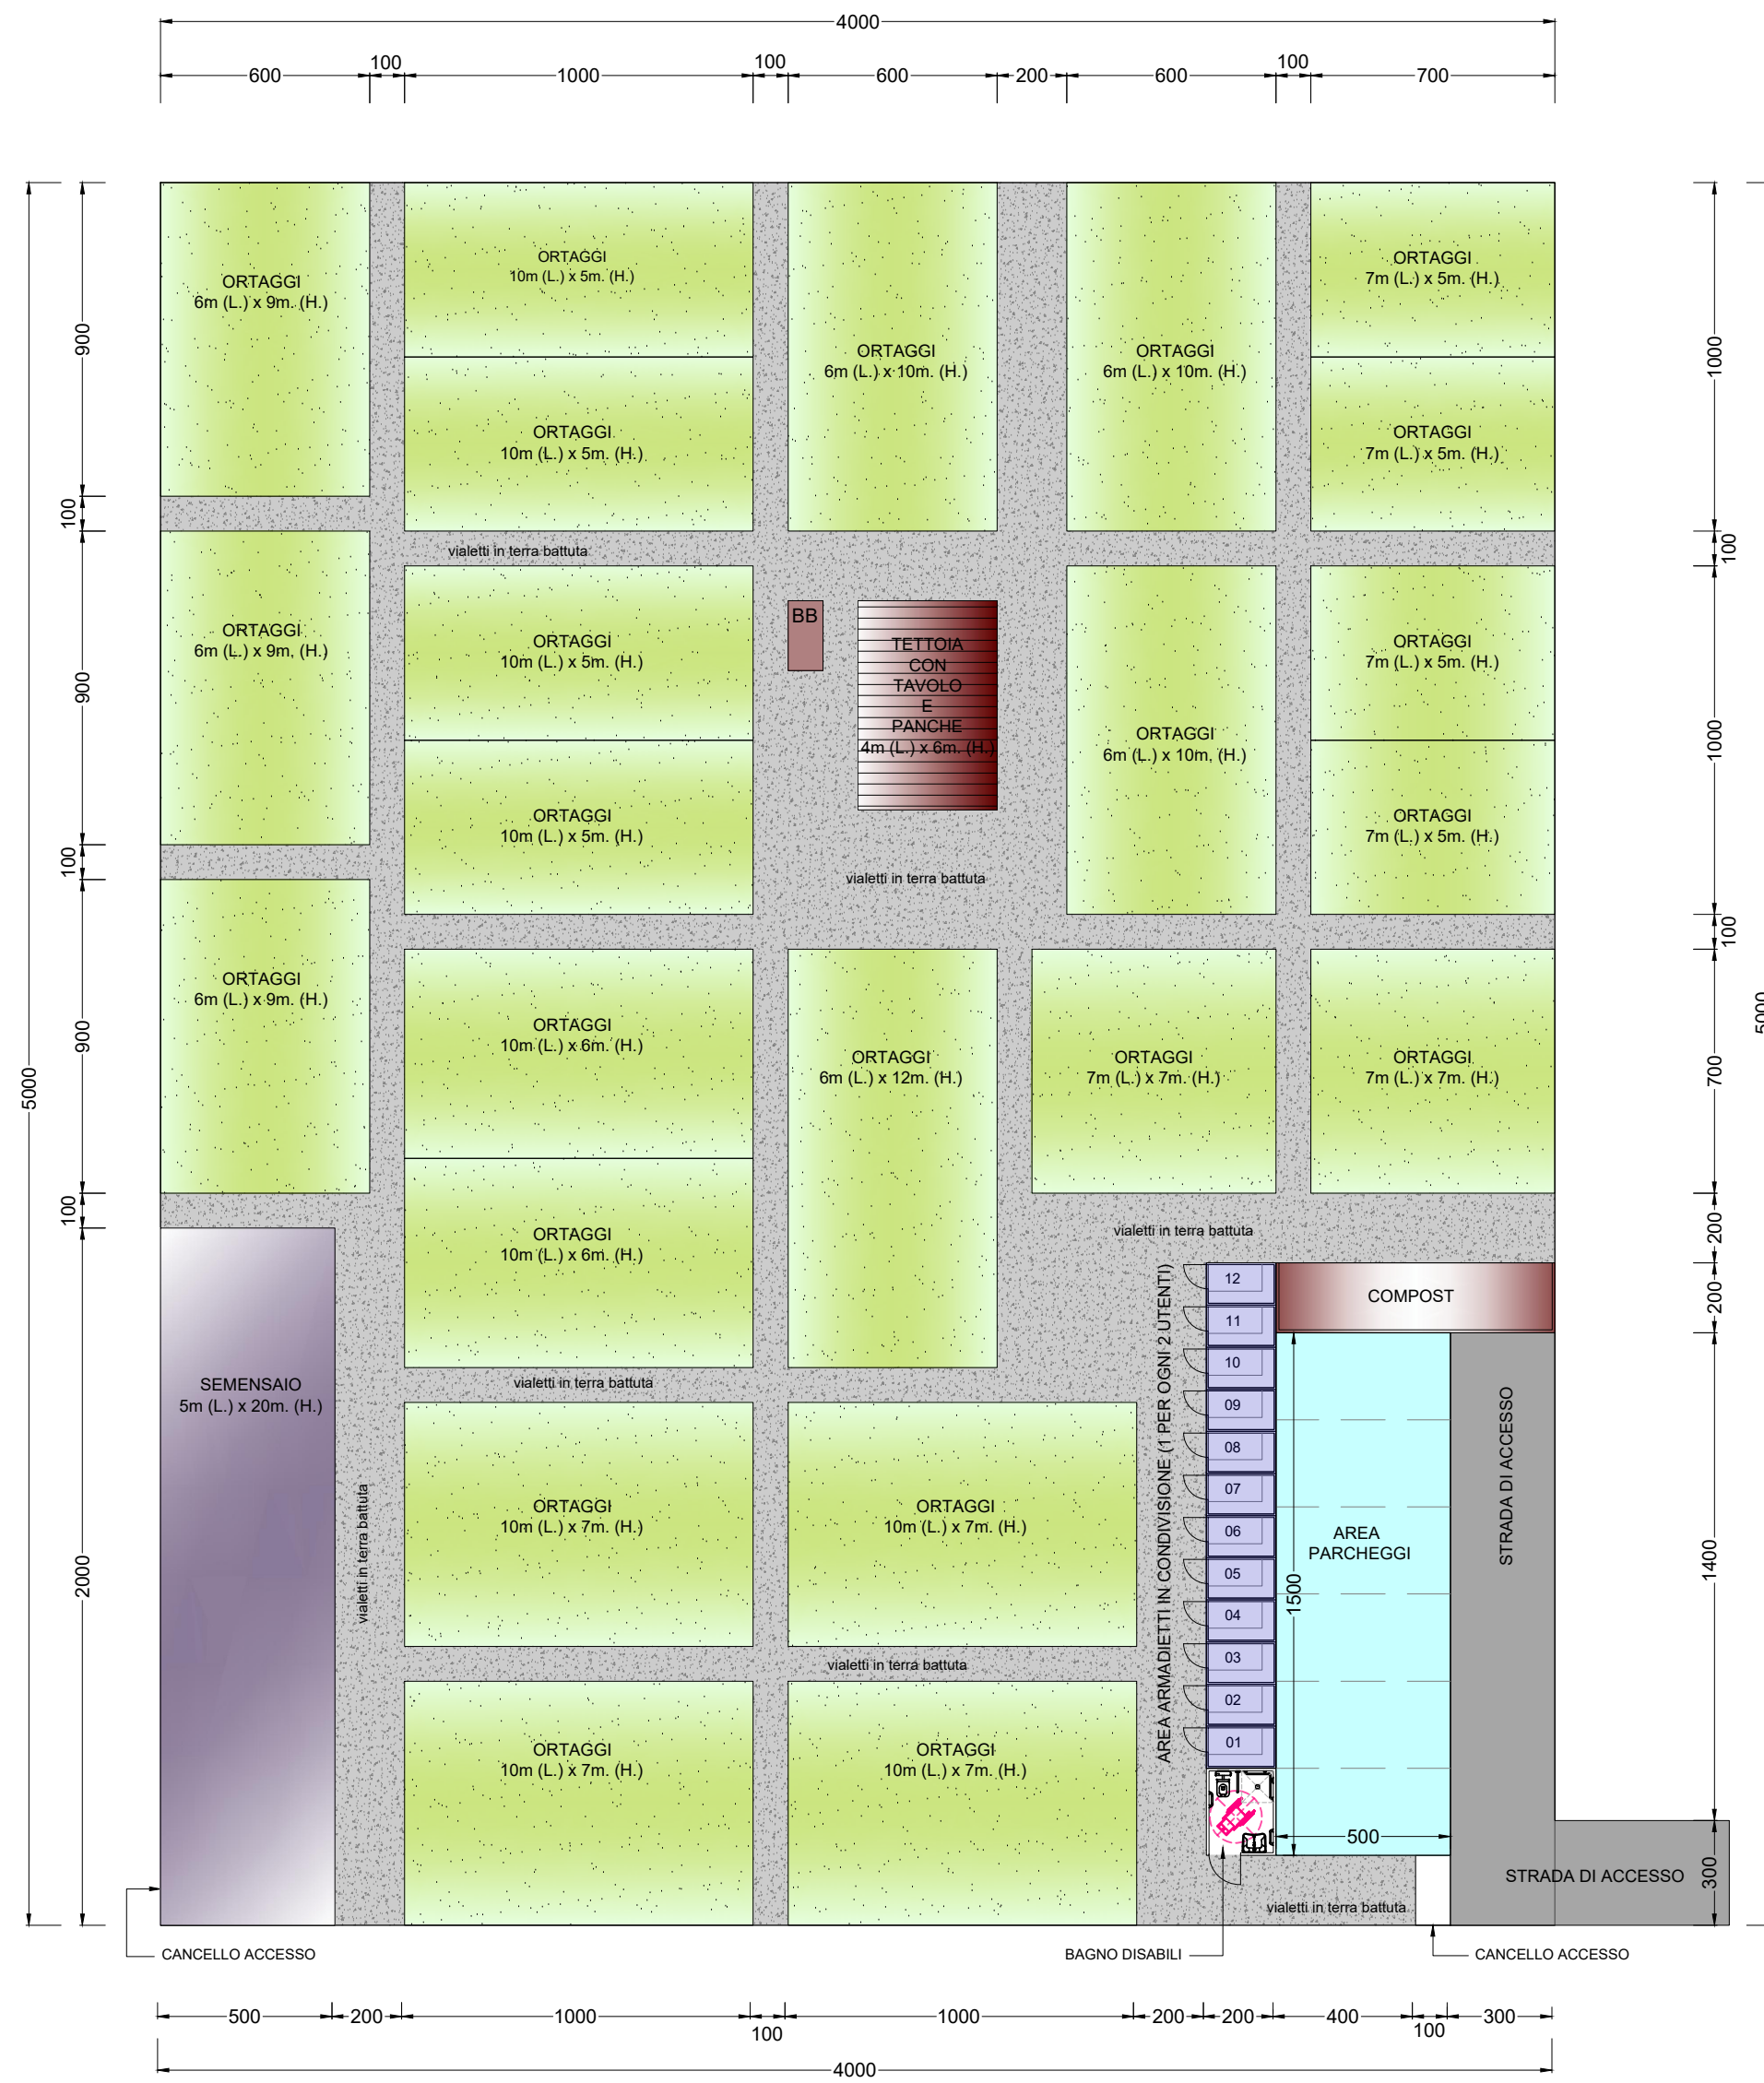 4000
600
100
1000
100
600
200
600
100
700
ORTAGGI
6m (L.) x 9m. (H.)
ORTAGGI
10m (L.) x 5m. (H.)
ORTAGGI
10m (L.) x 5m. (H.)
ORTAGGI
6m (L.) x 10m. (H.)
ORTAGGI
6m (L.) x 10m. (H.)
ORTAGGI
7m (L.) x 5m. (H.)
ORTAGGI
7m (L.) x 5m. (H.)
900
100
1000
100
vialetti in terra battuta
ORTAGGI
6m (L.) x 9m. (H.)
ORTAGGI
10m (L.) x 5m. (H.)
ORTAGGI
10m (L.) x 5m. (H.)
BB
TETTOIA
CON
TAVOLO
E
PANCHE
4m (L.) x 6m. (H.)
ORTAGGI
6m (L.) x 10m. (H.)
ORTAGGI
7m (L.) x 5m. (H.)
ORTAGGI
7m (L.) x 5m. (H.)
900
100
1000
100
vialetti in terra battuta
5000
5000
ORTAGGI
6m (L.) x 9m. (H.)
ORTAGGI
10m (L.) x 6m. (H.)
ORTAGGI
10m (L.) x 6m. (H.)
ORTAGGI
6m (L.) x 12m. (H.)
ORTAGGI
7m (L.) x 7m. (H.)
ORTAGGI
7m (L.) x 7m. (H.)
900
100
700
200
200
vialetti in terra battuta
SEMENSAIO
5m (L.) x 20m. (H.)
2000
vialetti in terra battuta
vialetti in terra battuta
ORTAGGI
10m (L.) x 7m. (H.)
ORTAGGI
10m (L.) x 7m. (H.)
vialetti in terra battuta
ORTAGGI
10m (L.) x 7m. (H.)
ORTAGGI
10m (L.) x 7m. (H.)
AREA ARMADIETTI IN CONDIVISIONE (1 PER OGNI 2 UTENTI)
12
11
10
09
08
07
06
05
04
03
02
01
COMPOST
AREA
PARCHEGGI
1500
500
STRADA DI ACCESSO
1400
STRADA DI ACCESSO
300
vialetti in terra battuta
CANCELLO ACCESSO
BAGNO DISABILI
CANCELLO ACCESSO
500
200
1000
100
1000
200
200
400
100
300
4000